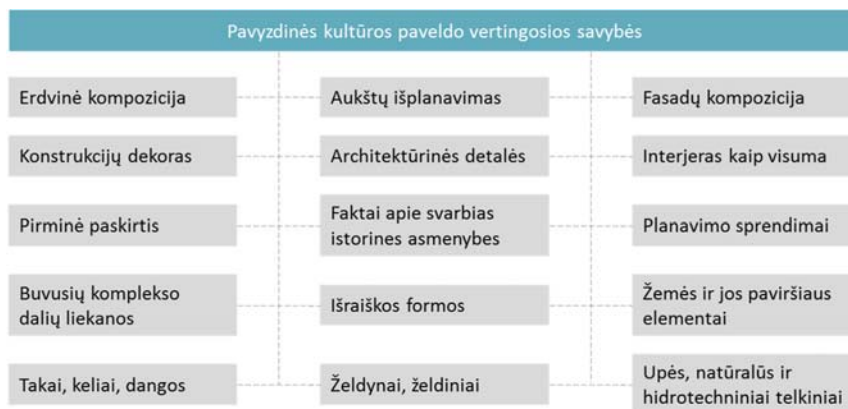 Pavyzdinės kultūros paveldo vertingosios savybės
Erdvinė kompozicija
Aukštų išplanavimas
Fasadų kompozicija
Konstrukcijų dekoras
Architektūrinės detalės
Interjeras kaip visuma
Pirminė paskirtis
Faktai apie svarbias
istorines asmenybes
Planavimo sprendimai
Buvusių komplekso
dalių liekanos
Išraiškos formos
Žemės ir jos paviršiaus
elementai
Takai, keliai, dangos
Želdynai, želdiniai
Upės, natūralūs ir
hidrotechniniai telkiniai